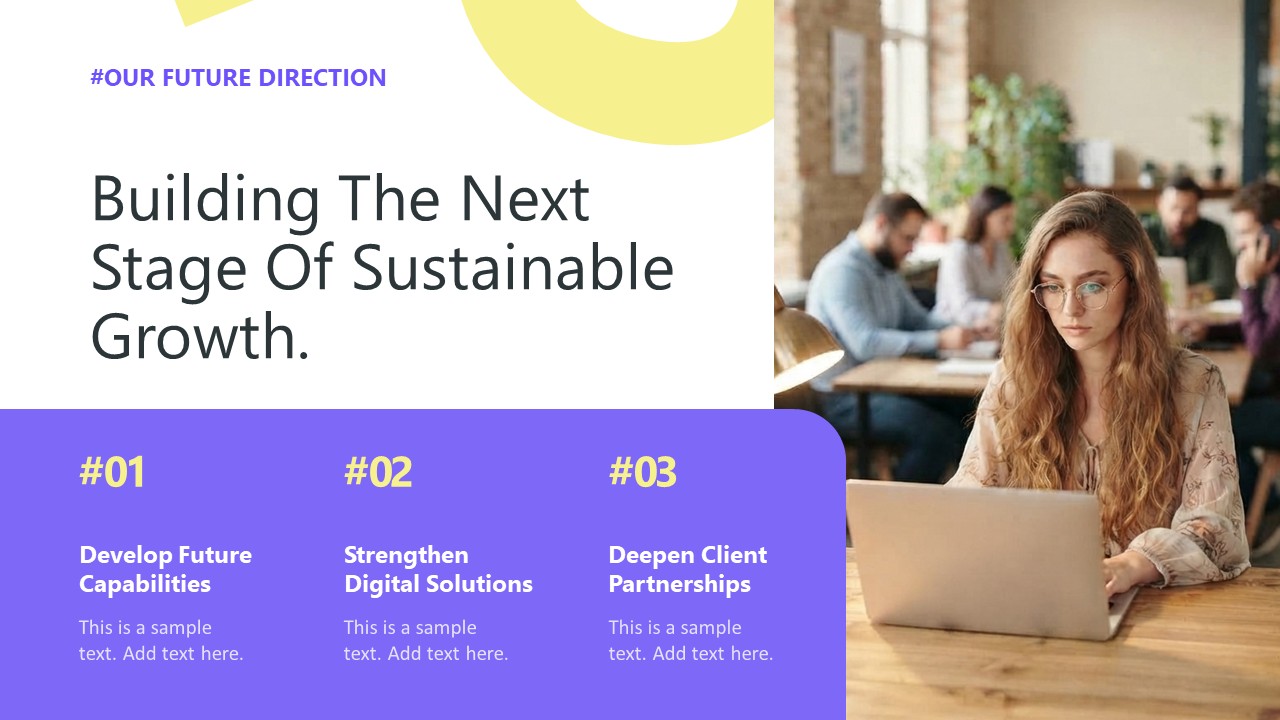 #OUR FUTURE DIRECTION
Building The Next
Stage Of Sustainable
Growth.
#01
Develop Future
Capabilities
This is a sample
text. Add text here.
#02
Strengthen
Digital Solutions
This is a sample
text. Add text here.
#03
Deepen Client
Partnerships
This is a sample
text. Add text here.